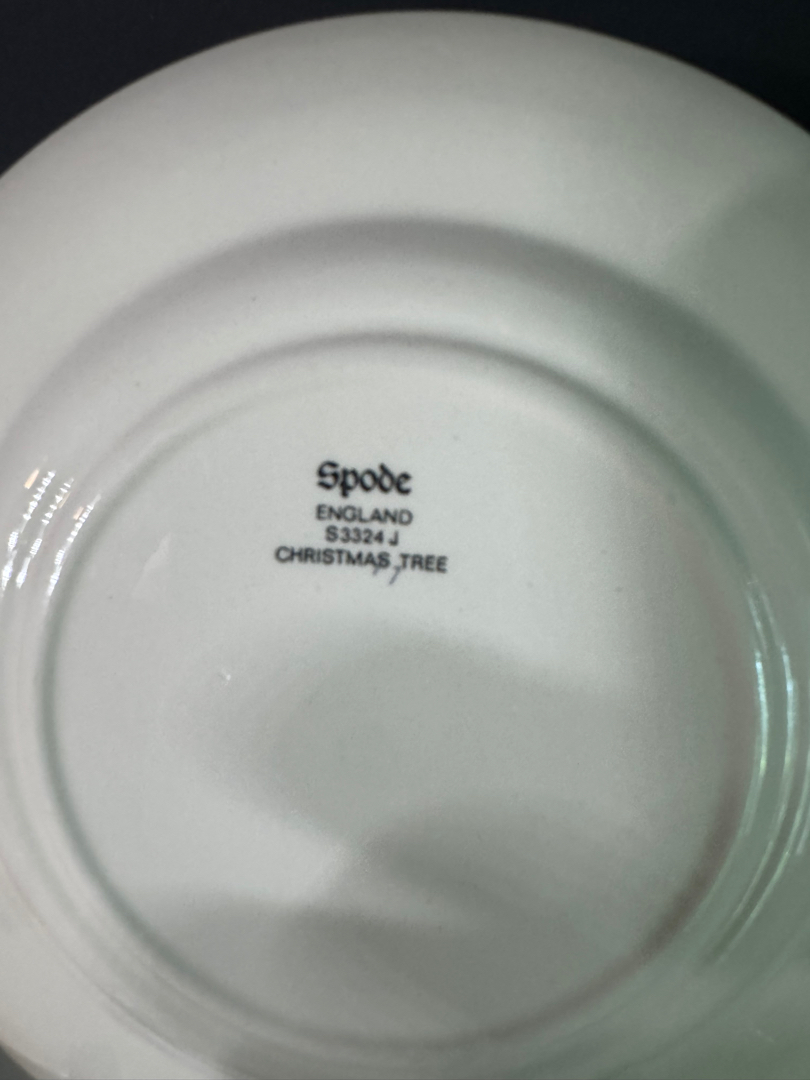 Spode
ENGLAND
S3324 J
CHRISTMAS TREE